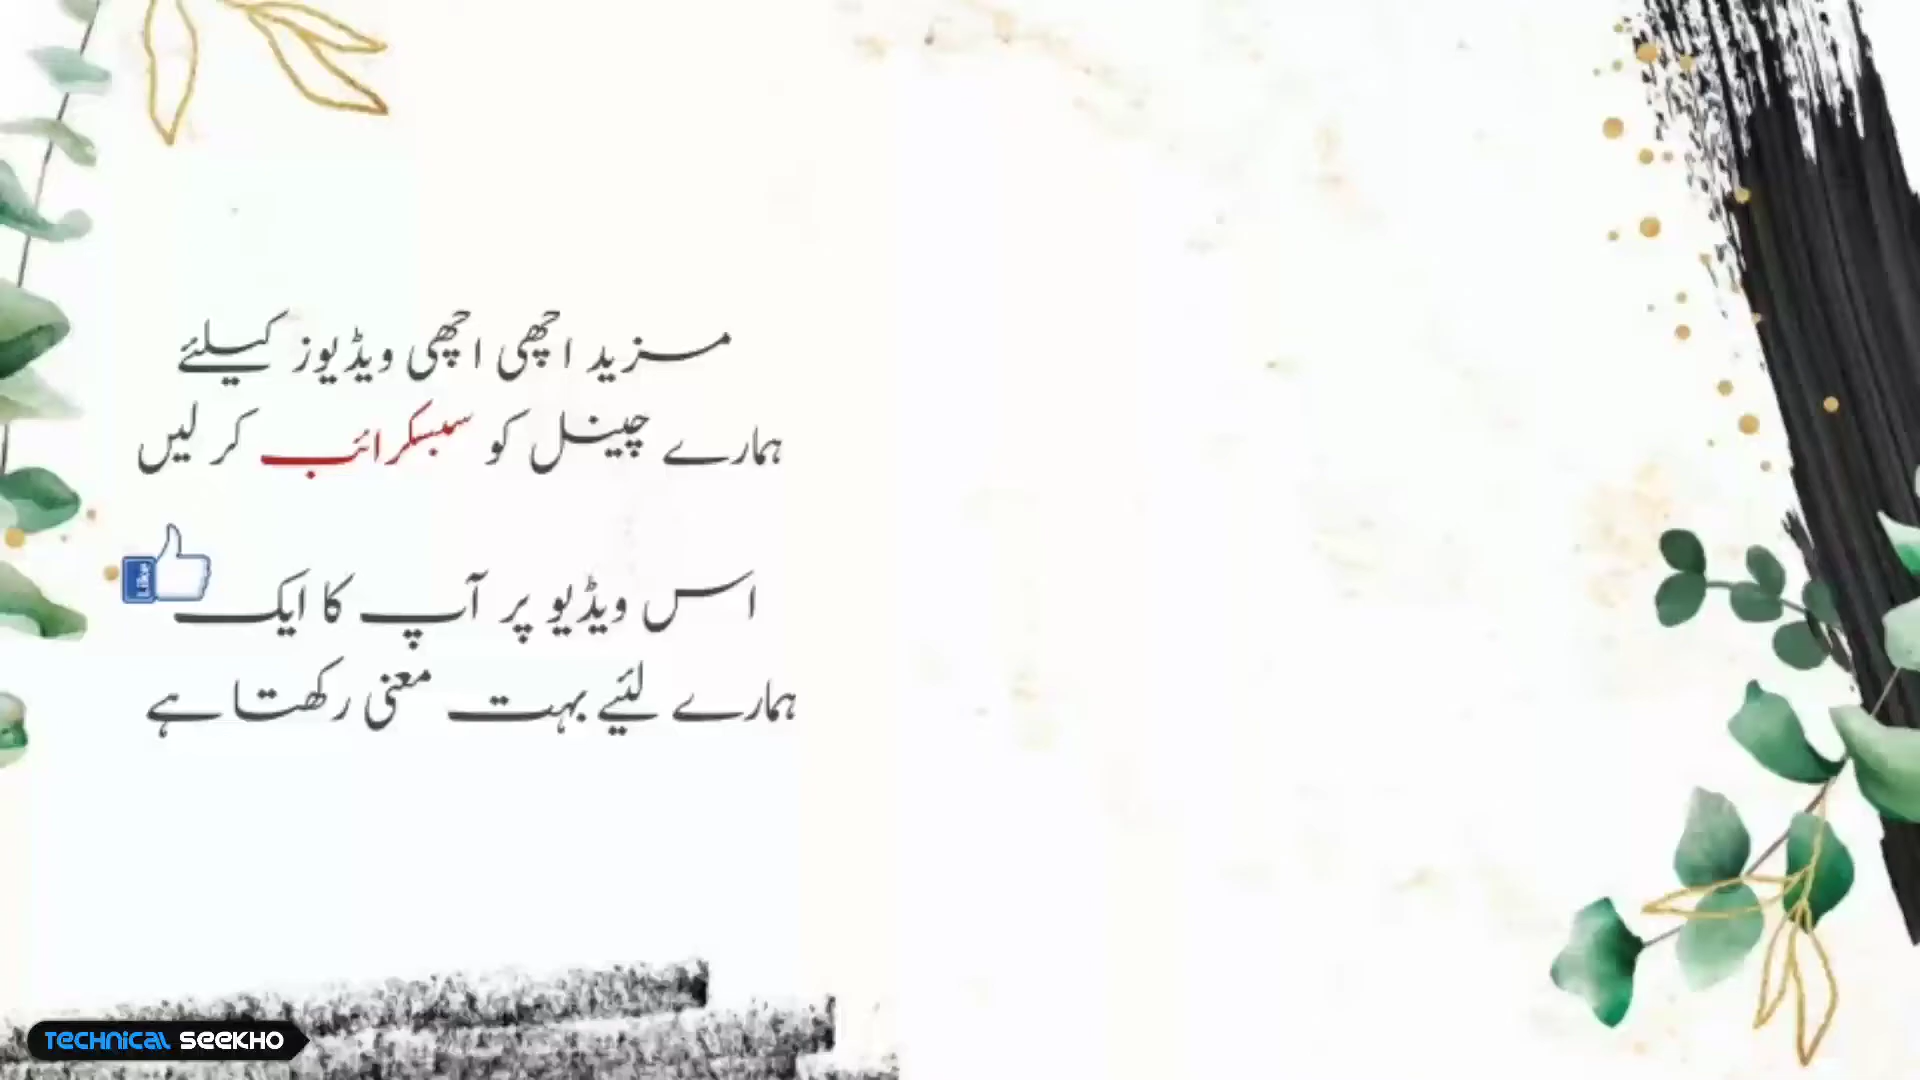 مزید اچھی اچھی ویڈیوز کیلئے
ہمارے چینل کو سبسکرائب کر لیں
اس ویڈیو پر آپ کا ایک Like
ہمارے لئیے بہت معنی رکھتا ہے
TECHNICAL SEEKHO